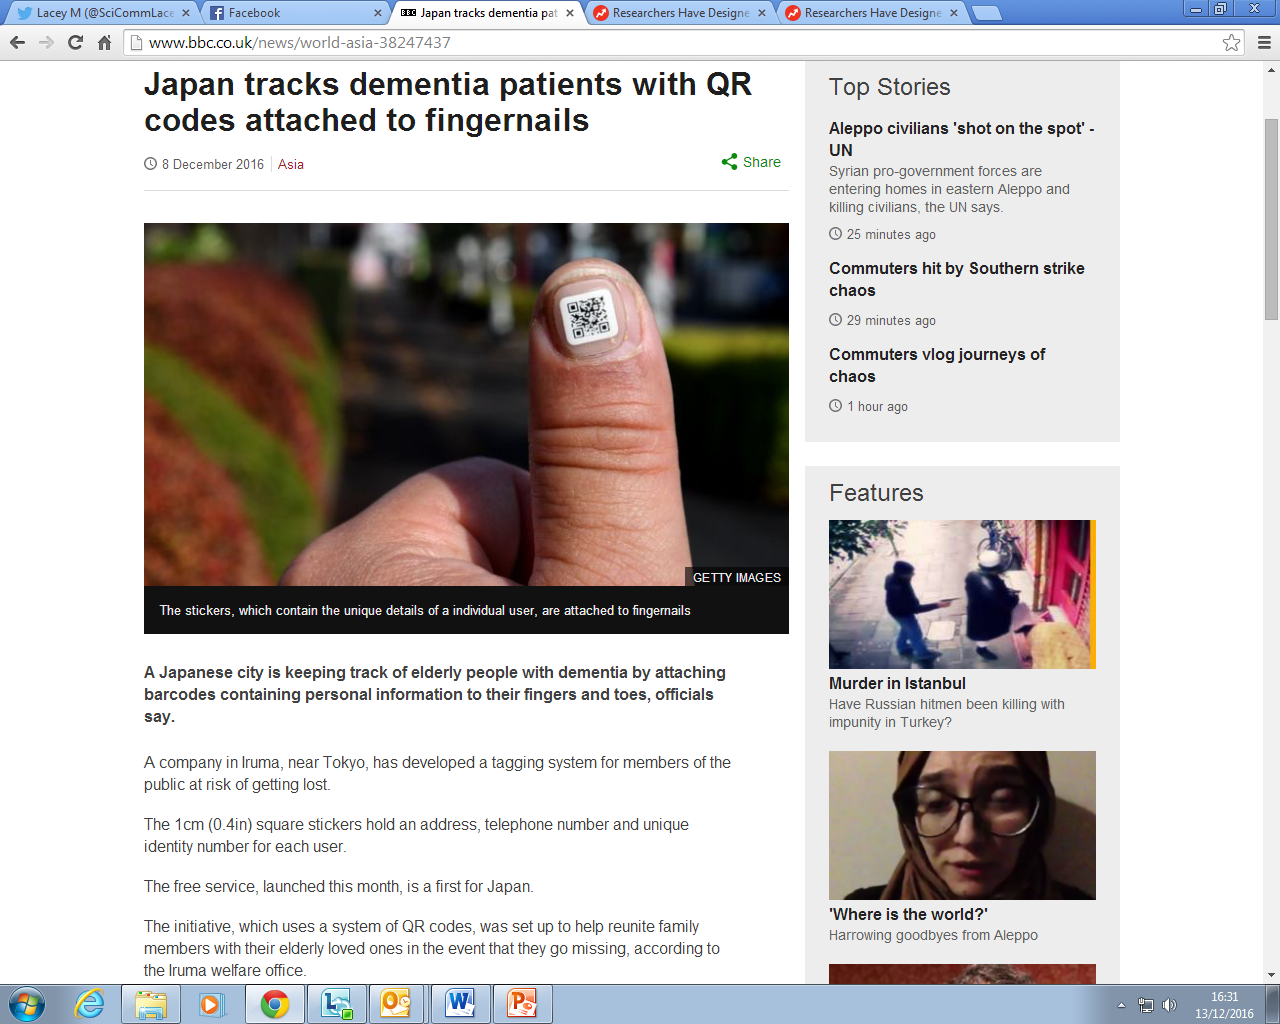 Lacey M (@SciCommLace
Facebook
Japan tracks dementia pat
Researchers Have Designe
Researchers Have Designe
www.bbc.co.uk/news/world-asia-38247437
Japan tracks dementia patients with QR
codes attached to fingernails
8 December 2016
Asia
Share
GETTY IMAGES
The stickers, which contain the unique details of a individual user, are attached to fingernails
A Japanese city is keeping track of elderly people with dementia by attaching
barcodes containing personal information to their fingers and toes, officials
say.
A company in Iruma, near Tokyo, has developed a tagging system for members of the
public at risk of getting lost.
The 1cm (0.4in) square stickers hold an address, telephone number and unique
identity number for each user.
The free service, launched this month, is a first for Japan.
The initiative, which uses a system of QR codes, was set up to help reunite family
members with their elderly loved ones in the event that they go missing, according to
the Iruma welfare office.
Top Stories
Aleppo civilians 'shot on the spot' -
UN
Syrian pro-government forces are
entering homes in eastern Aleppo and
killing civilians, the UN says.
25 minutes ago
Commuters hit by Southern strike
chaos
29 minutes ago
Commuters vlog journeys of
chaos
1 hour ago
Features
Murder in Istanbul
Have Russian hitmen been killing with
impunity in Turkey?
'Where is the world?'
Harrowing goodbyes from Aleppo
16:31
13/12/2016